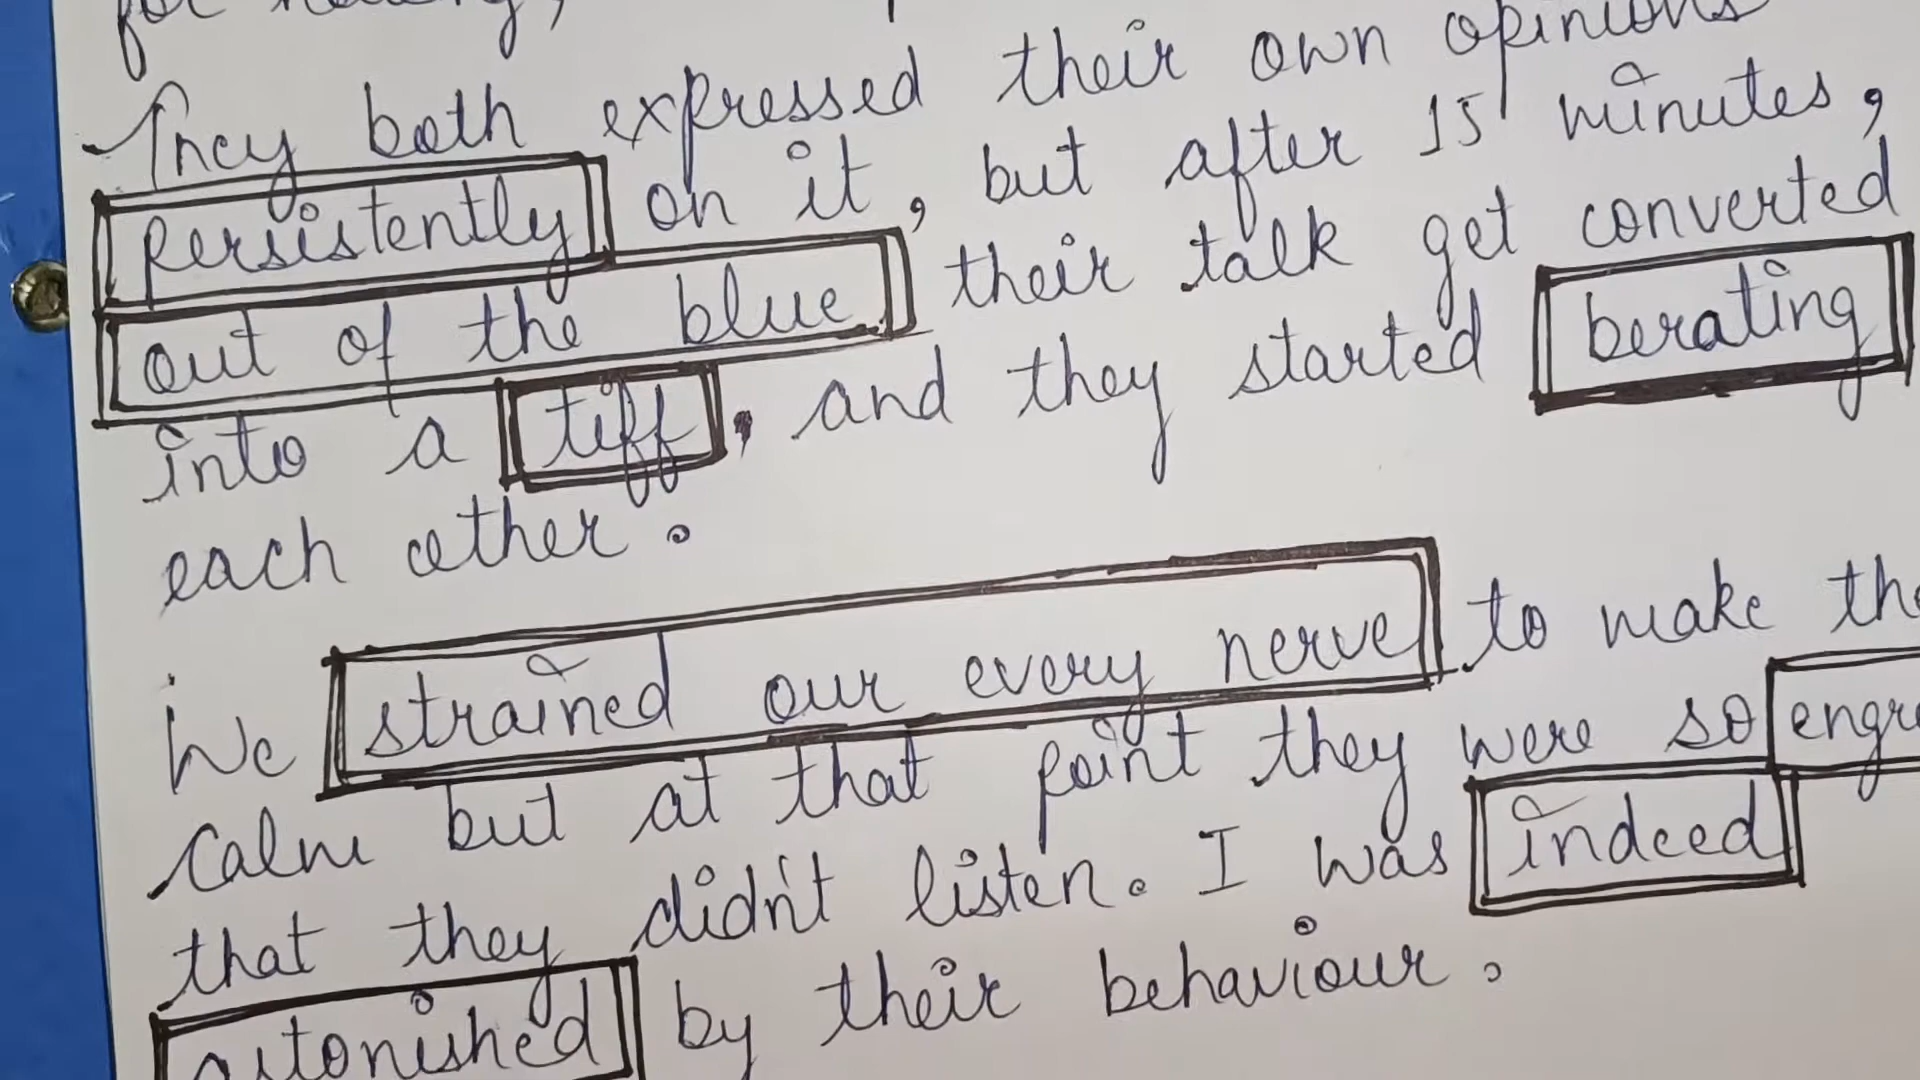 for
They both expressed their own opinions
persistently on it, but after 15 minutes,
out of the blue their talk get converted
into a tiff, and they started berating
each other.
We strained our every nerve to make
calm but at that point they were so
that they didn't listen. I was indeed
astonished by their behaviour.